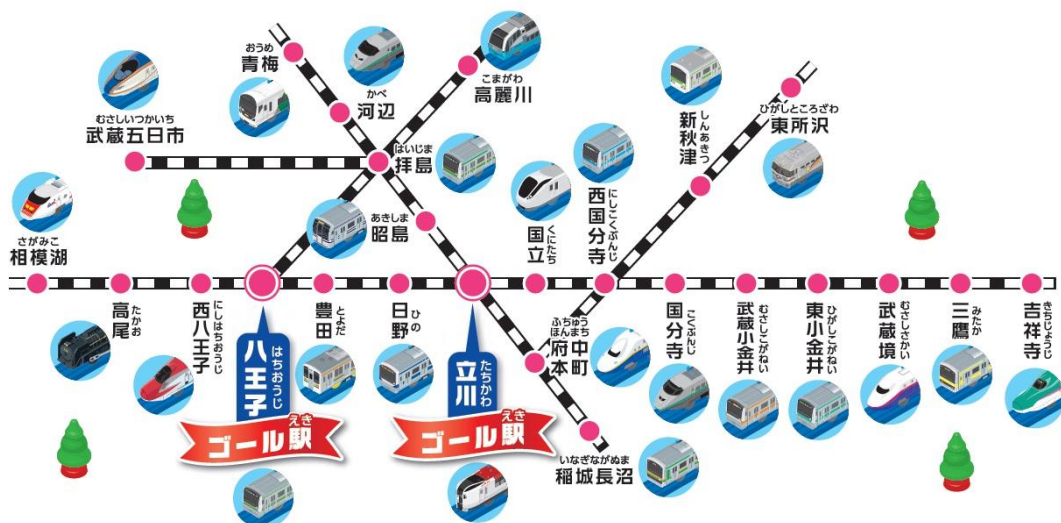 おうめ
青梅
かべ
河辺
こまがわ
高麗川
むさしいつかいち
武蔵五日市
はいじま
拝島
しんあきつ
新秋津
ひがしところざわ
東所沢
さがみこ
相模湖
あきしま
昭島
くにたち
国立
にしこくぶんじ
西国分寺
たかお
高尾
にしはちおうじ
西八王子
はちおうじ
八王子
えき
ゴール駅
とよだ
豊田
ひの
日野
たちかわ
立川
えき
ゴール駅
ふちゅう
ほんまち
府中
本町
いなぎながぬま
稲城長沼
こくぶんじ
国分寺
むさしこがねい
武蔵小金井
ひがしこがねい
東小金井
むさしさかい
武蔵境
みたか
三鷹
きちじょうじ
吉祥寺